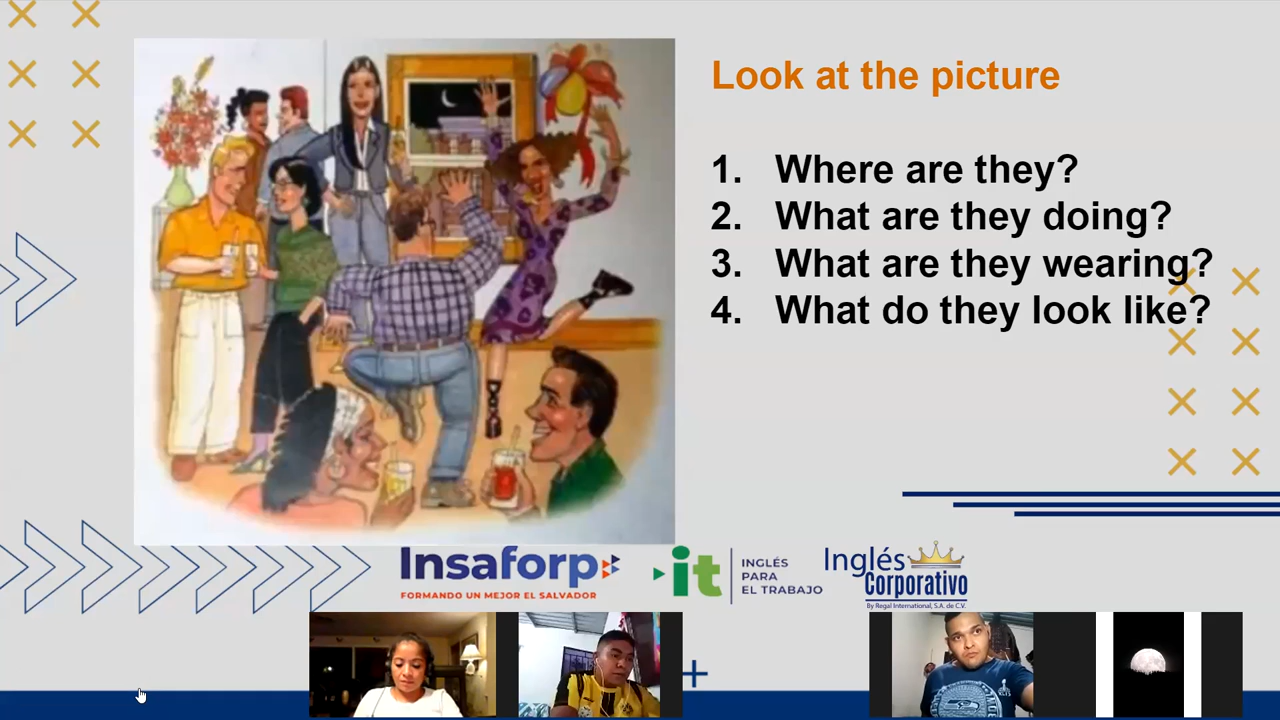 Look at the picture
1. Where are they?
2. What are they doing?
3. What are they wearing?
4. What do they look like?
Insaforp
FORMANDO UN MEJOR EL SALVADOR
it
INGLÉS
PARA
EL TRABAJO
Inglés
Corporativo
By Regal International, S.A. de C.V.